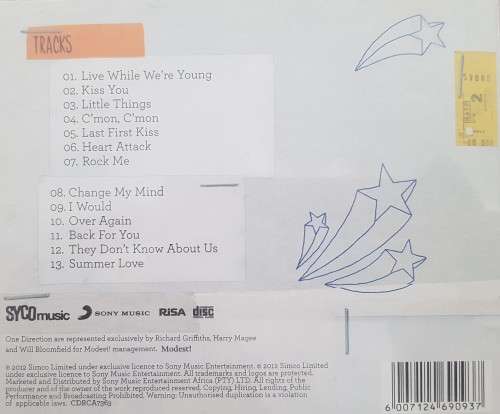 TRACKS
01. Live While We're Young
02. Kiss You
03. Little Things
04. C'mon, C'mon
05. Last First Kiss
06. Heart Attack
07. Rock Me
08. Change My Mind
09. I Would
10. Over Again
11. Back For You
12. They Don't Know About Us
13. Summer Love
SYCOmusic SONY MUSIC RiSA disc
One Direction are represented exclusively by Richard Griffiths, Harry Magee
and Will Bloomfield for Modest! management. Modest!
℗ 2012 Simco Limited under exclusive licence to Sony Music Entertainment. © 2012 Simco Limited
under exclusive licence to Sony Music Entertainment. All trademarks and logos are protected.
Marketed and Distributed by Sony Music Entertainment Africa (PTY) LTD. All rights of the
producer and of the owner of the work reproduced reserved. Copying, Hiring, Lending, Public
Performance and Broadcasting Prohibited. Warning: Unauthorised duplication is a violation
of applicable laws. CDRCA7363
6 007124 690937